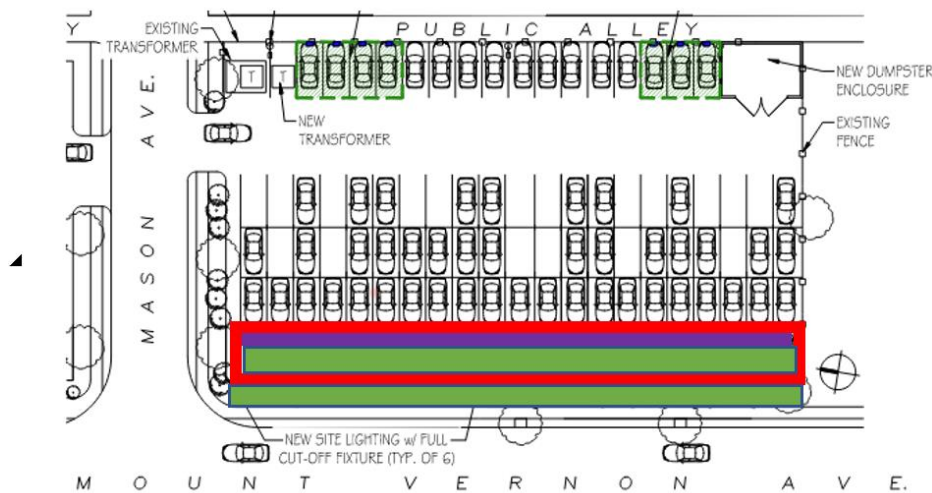 Y
PUBLIC ALLEY
EXISTING
TRANSFORMER
T
T
NEW
TRANSFORMER
NEW DUMPSTER
ENCLOSURE
EXISTING
FENCE
MASON AVE.
NEW SITE LIGHTING w/ FULL
CUT-OFF FIXTURE (TYP. OF 6)
MOUNT VERNON AVE.